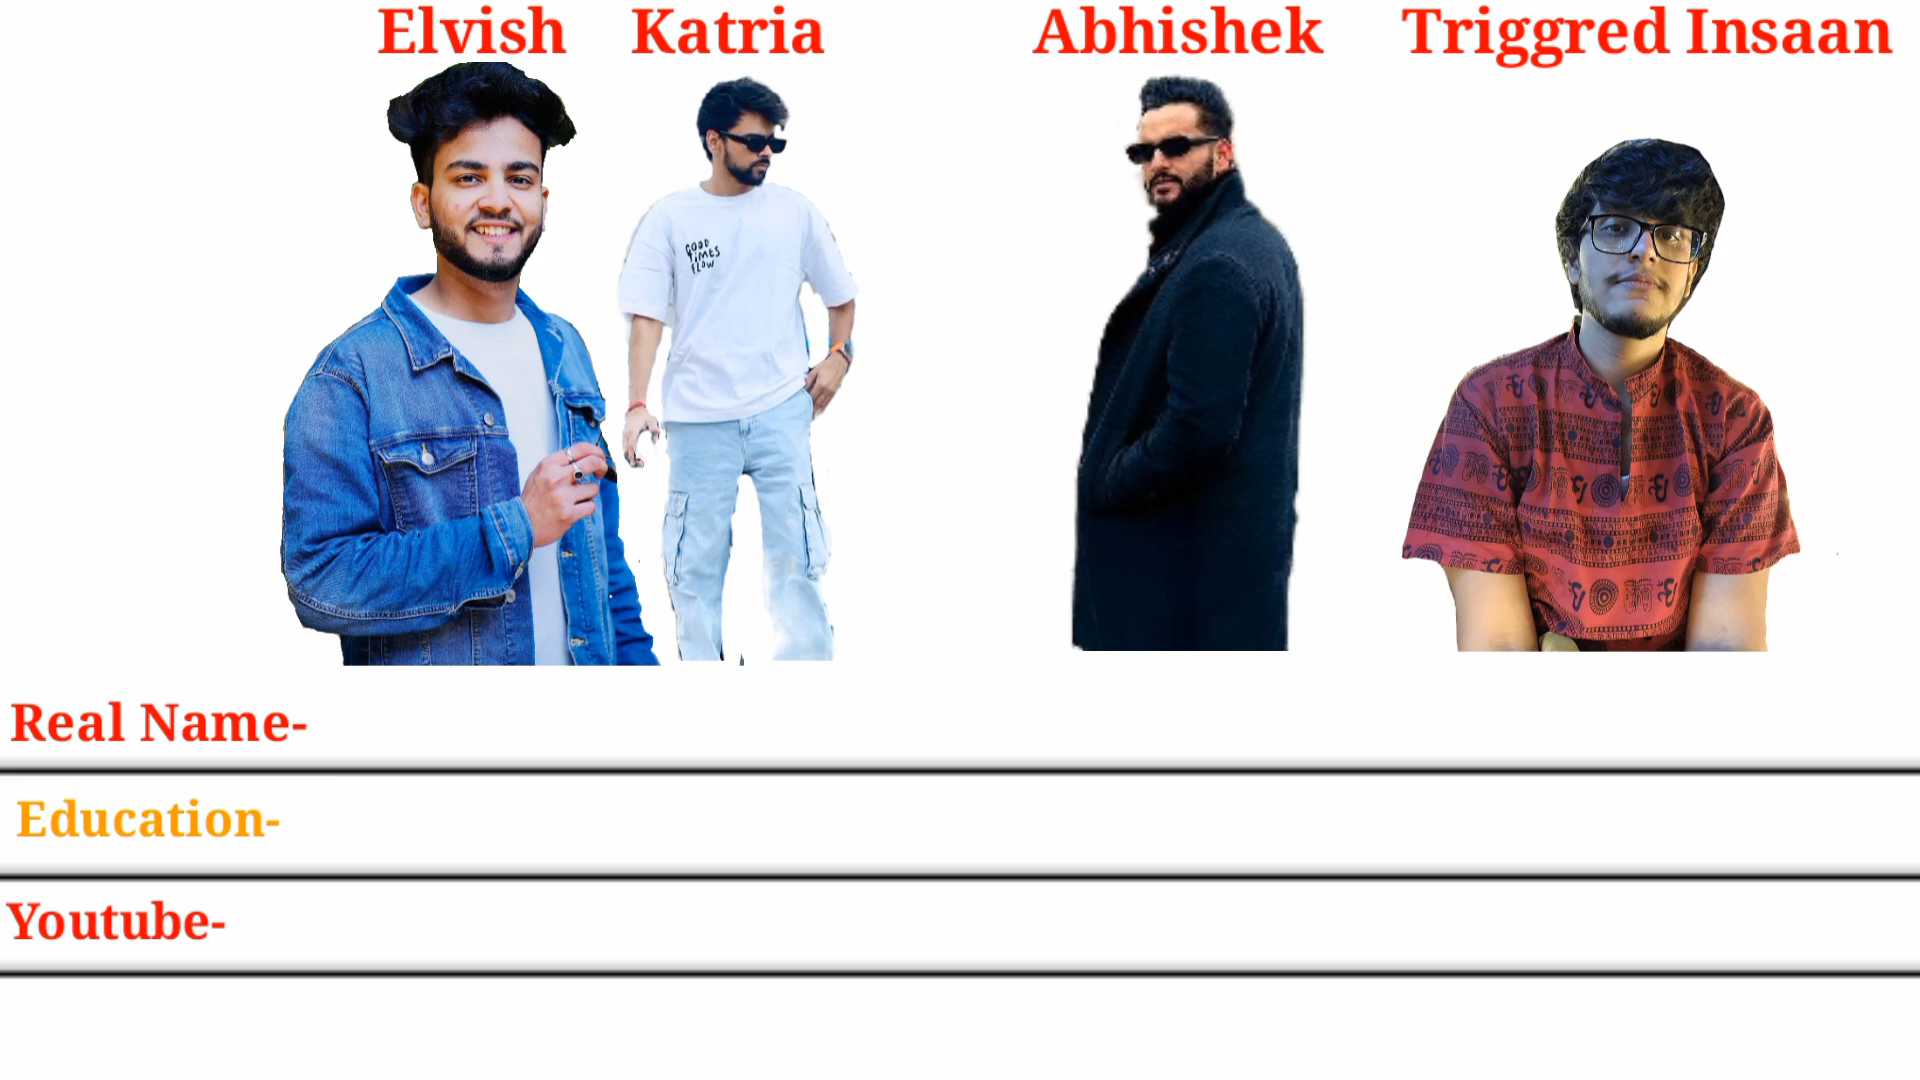 Elvish Katria Abhishek Triggred Insaan
GOOD
TIMES
FLOW
Real Name-
Education-
Youtube-